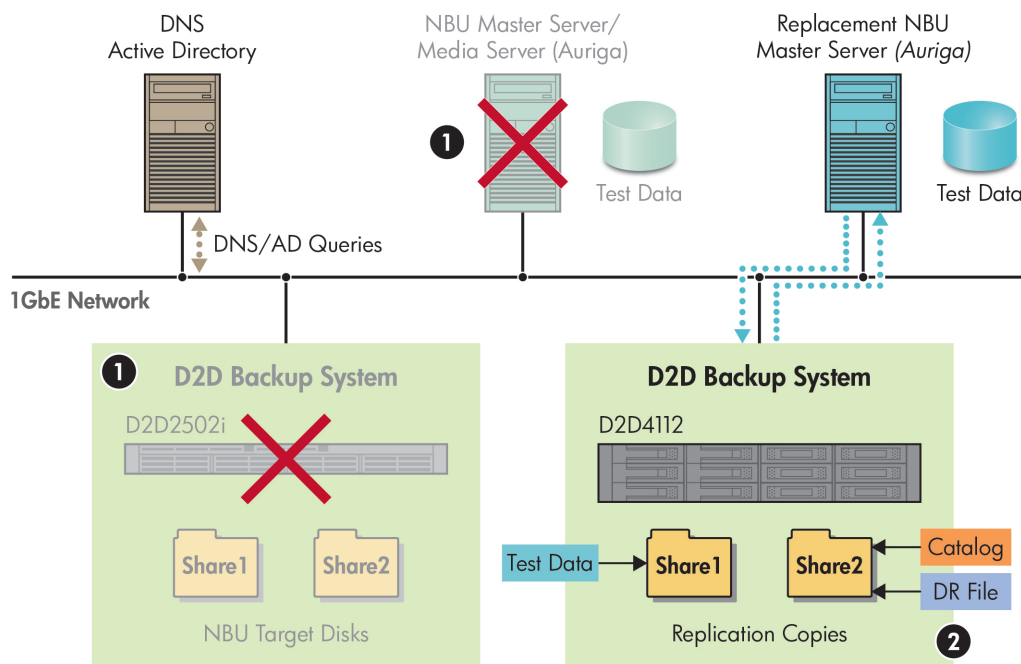 DNS
Active Directory
NBU Master Server/
Media Server (Auriga)
Replacement NBU
Master Server (Auriga)
1
Test Data
Test Data
DNS/AD Queries
1GbE Network
1
D2D Backup System
D2D2502i
Share1
Share2
NBU Target Disks
D2D Backup System
D2D4112
Test Data
Share1
Share2
Catalog
DR File
Replication Copies
2